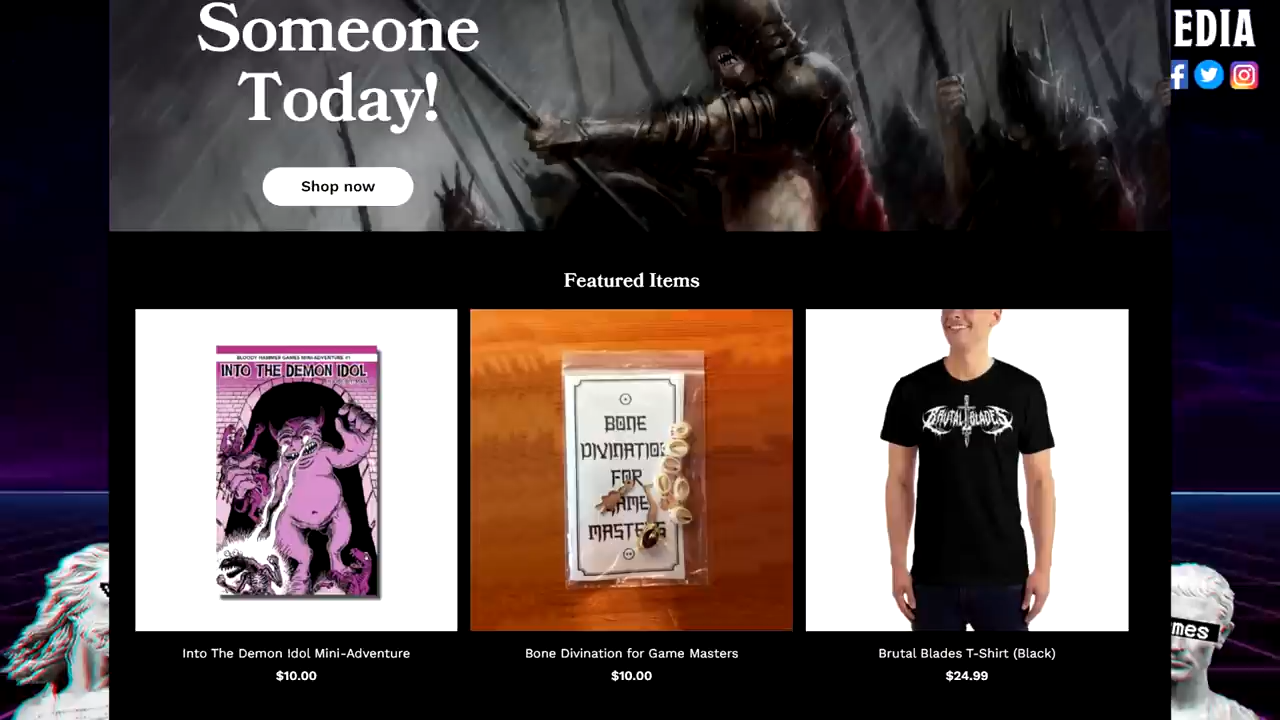 Someone
Today!
EDIA
Shop now
Featured Items
BLOODY HAMMER GAMES MINI-ADVENTURE #1
INTO THE DEMON IDOL
BONE
DIVINATION
FOR
GAME
MASTERS
BRUTAL BLADES
mes
Into The Demon Idol Mini-Adventure
$10.00
Bone Divination for Game Masters
$10.00
Brutal Blades T-Shirt (Black)
$24.99